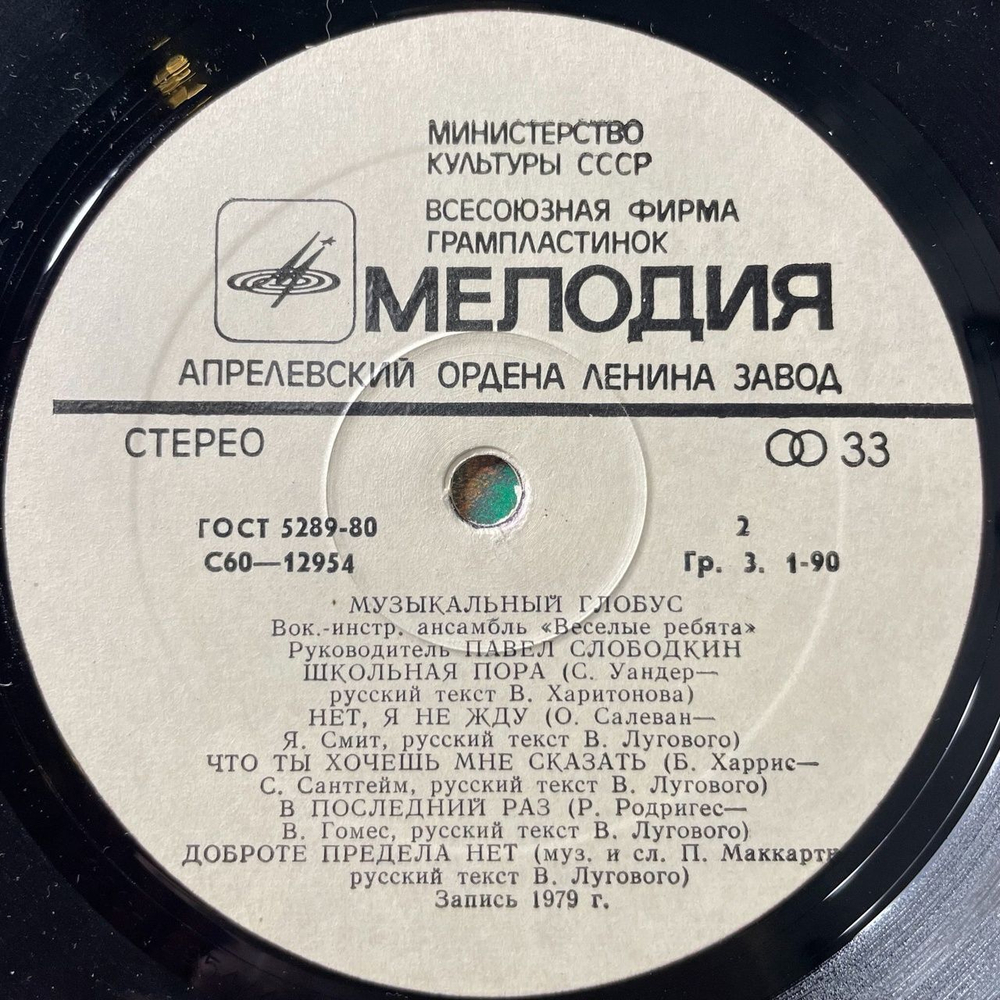 МИНИСТЕРСТВО
КУЛЬТУРЫ СССР
ВСЕСОЮЗНАЯ ФИРМА
ГРАМПЛАСТИНОК
МЕЛОДИЯ
АПРЕЛЕВСКИЙ ОРДЕНА ЛЕНИНА ЗАВОД
СТЕРЕО 33
ГОСТ 5289-80 2
С60—12954 Гр. 3. 1-90
МУЗЫКАЛЬНЫЙ ГЛОБУС
Вок.-инстр. ансамбль «Веселые ребята»
Руководитель ПАВЕЛ СЛОБОДКИН
ШКОЛЬНАЯ ПОРА (С. Уандер—
русский текст В. Харитонова)
НЕТ, Я НЕ ЖДУ (О. Салеван—
Я. Смит, русский текст В. Лугового)
ЧТО ТЫ ХОЧЕШЬ МНЕ СКАЗАТЬ (Б. Харрис—
С. Сантгейм, русский текст В. Лугового)
В ПОСЛЕДНИЙ РАЗ (Р. Родригес—
В. Гомес, русский текст В. Лугового)
ДОБРОТЕ ПРЕДЕЛА НЕТ (муз. и сл. П.
русский текст В. Лугового)
Запись 1979 г.